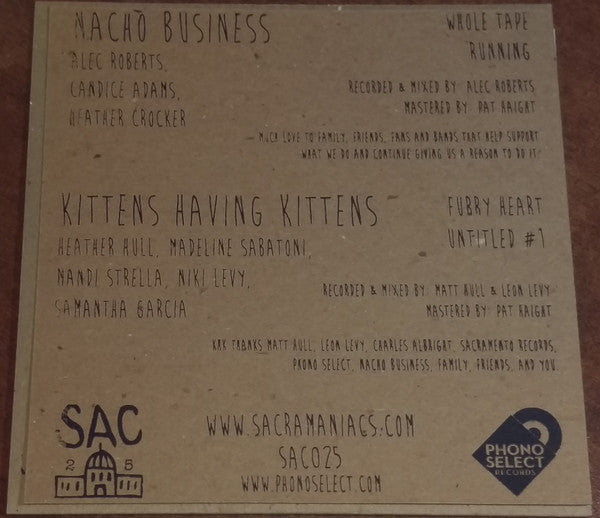 NACHO BUSINESS
ALEC ROBERTS,
CANDICE ADAMS,
HEATHER CROCKER
WHOLE TAPE
RUNNING
RECORDED & MIXED BY: ALEC ROBERTS
MASTERED BY: PAT HAIGHT
— MUCH LOVE TO FAMILY, FRIENDS, FANS AND BANDS THAT HELP SUPPORT
WHAT WE DO AND CONTINUE GIVING US A REASON TO DO IT.
KITTENS HAVING KITTENS
HEATHER HULL, MADELINE SABATONI,
NANDI STRELLA, NIKI LEVY,
SAMANTHA GARCIA
FUBBY HEART
UNTITLED #1
RECORDED & MIXED BY: MATT HULL & LEON LEVY
MASTERED BY: PAT HAIGHT
KHK THANKS MATT HULL, LEON LEVY, CHARLES ALBRIGHT, SACRAMENTO RECORDS,
PHONO SELECT, NACHO BUSINESS, FAMILY, FRIENDS, AND YOU
SAC
2 5
WWW.SACRAMANIACS.COM
SAC025
WWW.PHONOSELECT.COM
PHONO
SELECT
RECORDS